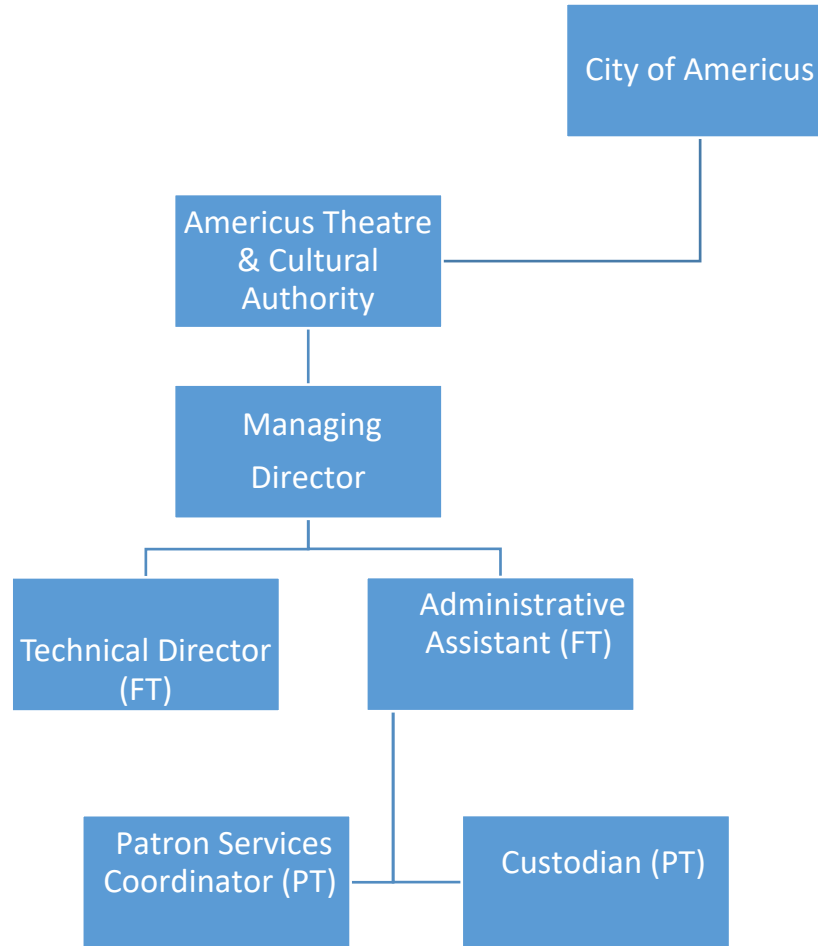 City of Americus
Americus Theatre
& Cultural
Authority
Managing
Director
Technical Director
(FT)
Administrative
Assistant (FT)
Patron Services
Coordinator (PT)
Custodian (PT)